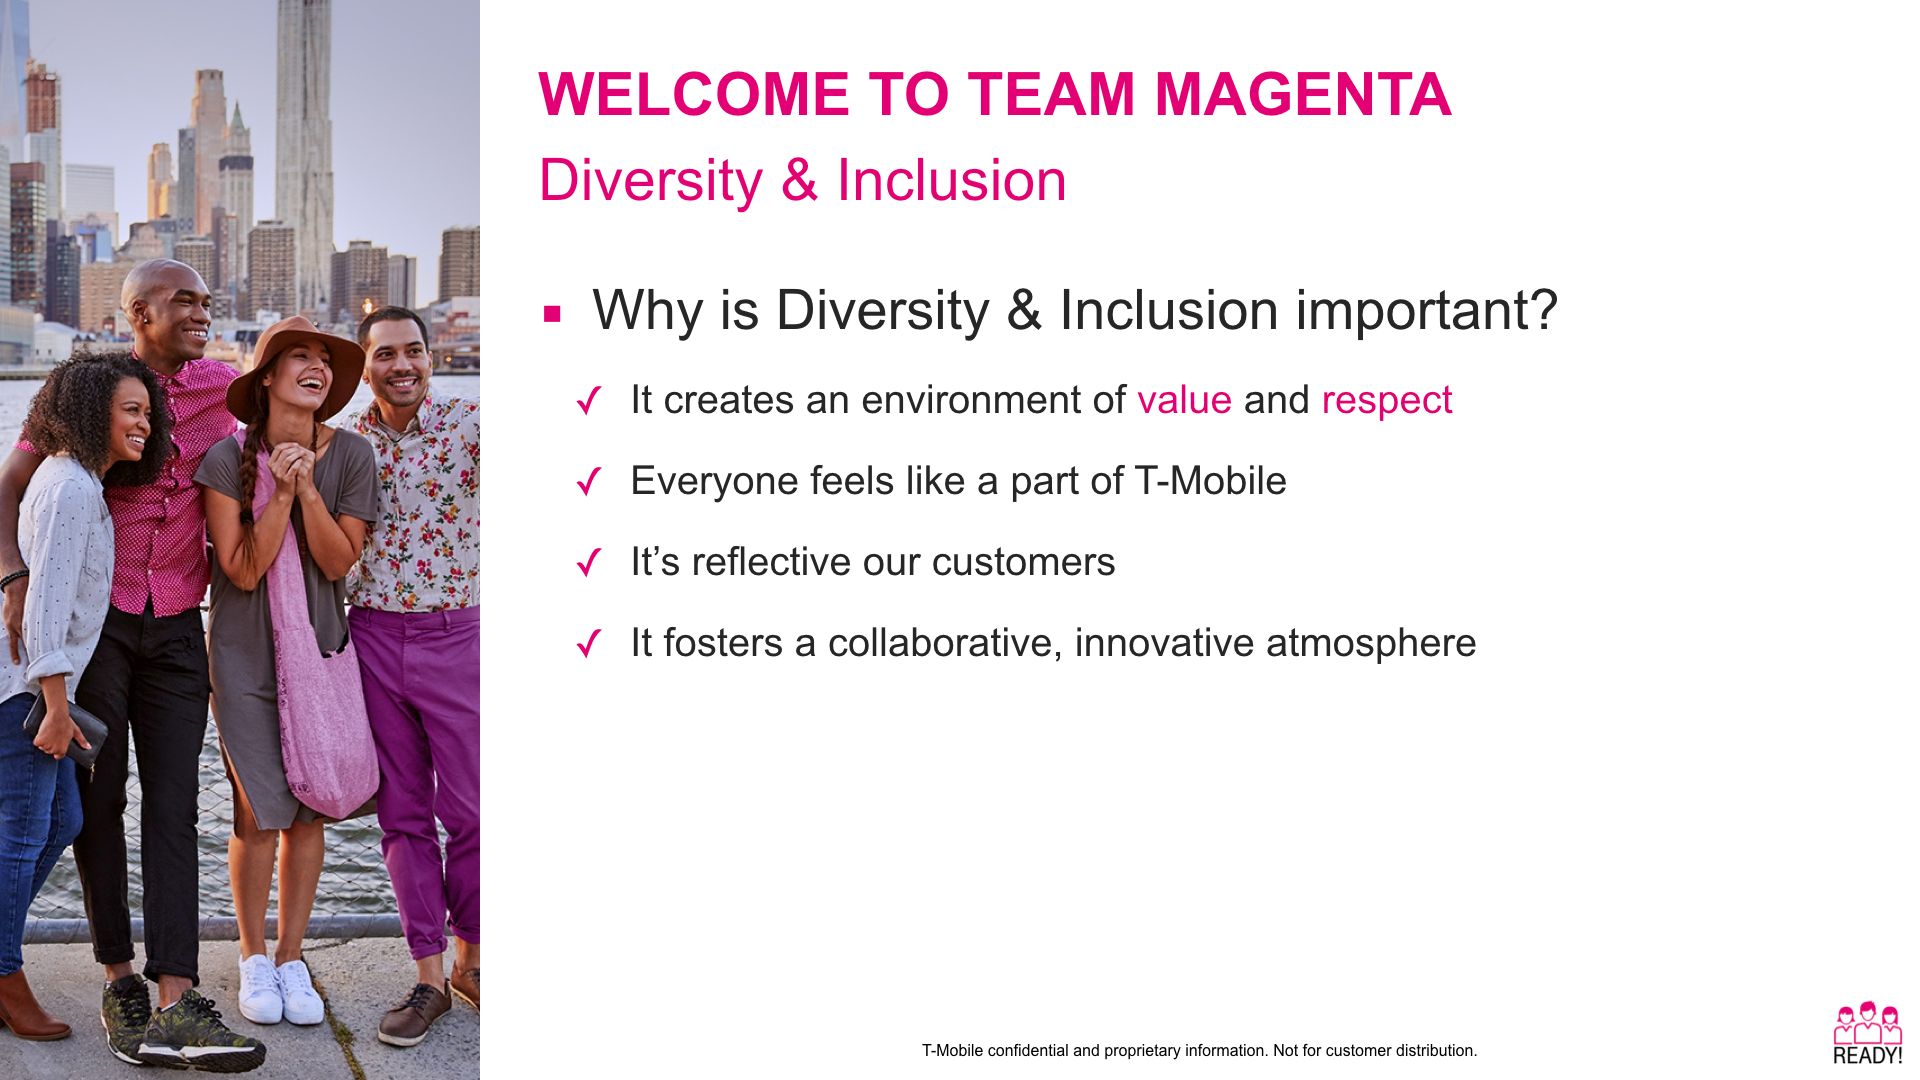 WELCOME TO TEAM MAGENTA
Diversity & Inclusion
▪ Why is Diversity & Inclusion important?
✓ It creates an environment of value and respect
✓ Everyone feels like a part of T-Mobile
✓ It’s reflective our customers
✓ It fosters a collaborative, innovative atmosphere
T-Mobile confidential and proprietary information. Not for customer distribution.
READY!